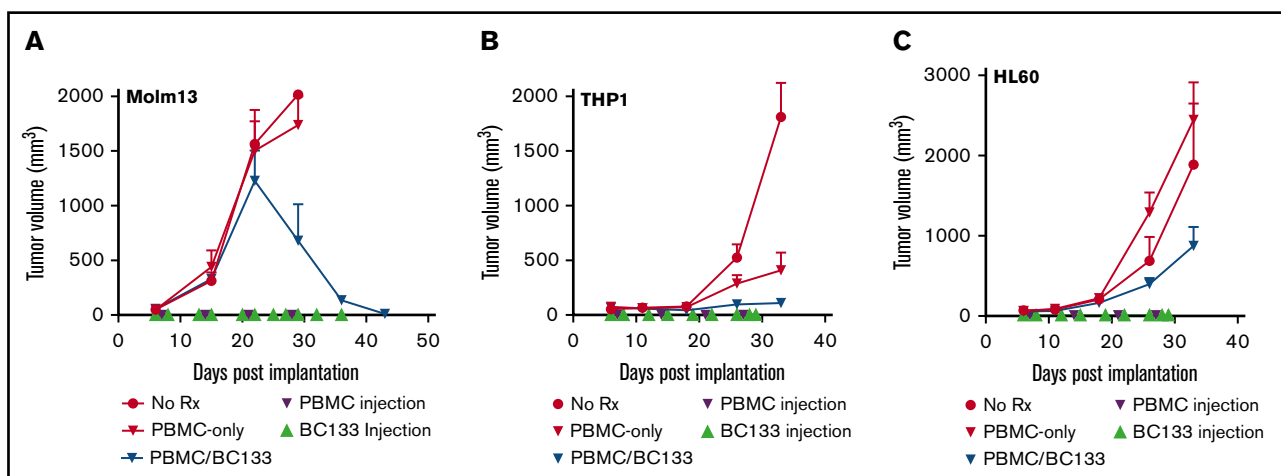 A
Molm13
Tumor volume (mm³)
2000
1500
1000
500
0
0 10 20 30 40 50
Days post implantation
No Rx
PBMC-only
PBMC/BC133
PBMC injection
BC133 Injection
B
THP1
Tumor volume (mm³)
2000
1500
1000
500
0
0 10 20 30 40
Days post implantation
No Rx
PBMC-only
PBMC/BC133
PBMC injection
BC133 injection
C
HL60
Tumor volume (mm³)
3000
2000
1000
0
0 10 20 30 40
Days post implantation
No Rx
PBMC-only
PBMC/BC133
PBMC injection
BC133 injection